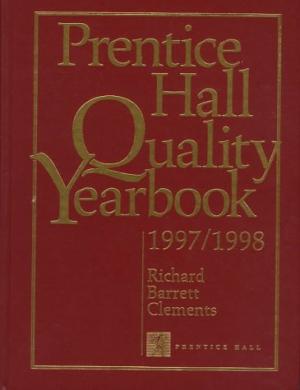 Prentice
Hall
Quality
Yearbook
1997/1998
Richard
Barrett
Clements
PRENTICE HALL